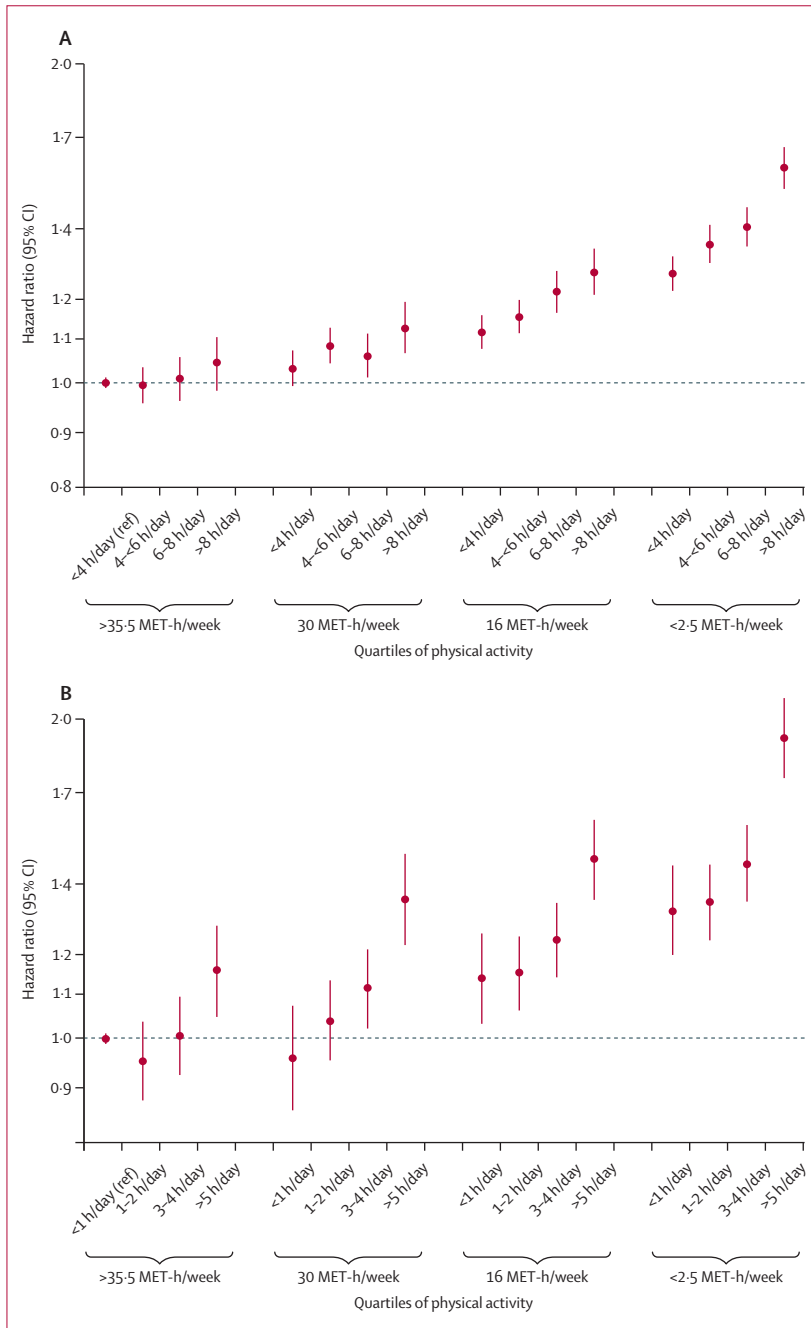 A
2·0
1·7
1·4
1·2
1·1
1·0
0·9
0·8
Hazard ratio (95% CI)
<4 h/day (ref)
4–<6 h/day
6–8 h/day
>8 h/day
<4 h/day
4–<6 h/day
6–8 h/day
>8 h/day
<4 h/day
4–<6 h/day
6–8 h/day
>8 h/day
<4 h/day
4–<6 h/day
6–8 h/day
>8 h/day
>35·5 MET-h/week
30 MET-h/week
16 MET-h/week
<2·5 MET-h/week
Quartiles of physical activity
B
2·0
1·7
1·4
1·2
1·1
1·0
0·9
Hazard ratio (95% CI)
<1 h/day (ref)
1–2 h/day
3–4 h/day
>5 h/day
<1 h/day
1–2 h/day
3–4 h/day
>5 h/day
<1 h/day
1–2 h/day
3–4 h/day
>5 h/day
<1 h/day
1–2 h/day
3–4 h/day
>5 h/day
>35·5 MET-h/week
30 MET-h/week
16 MET-h/week
<2·5 MET-h/week
Quartiles of physical activity